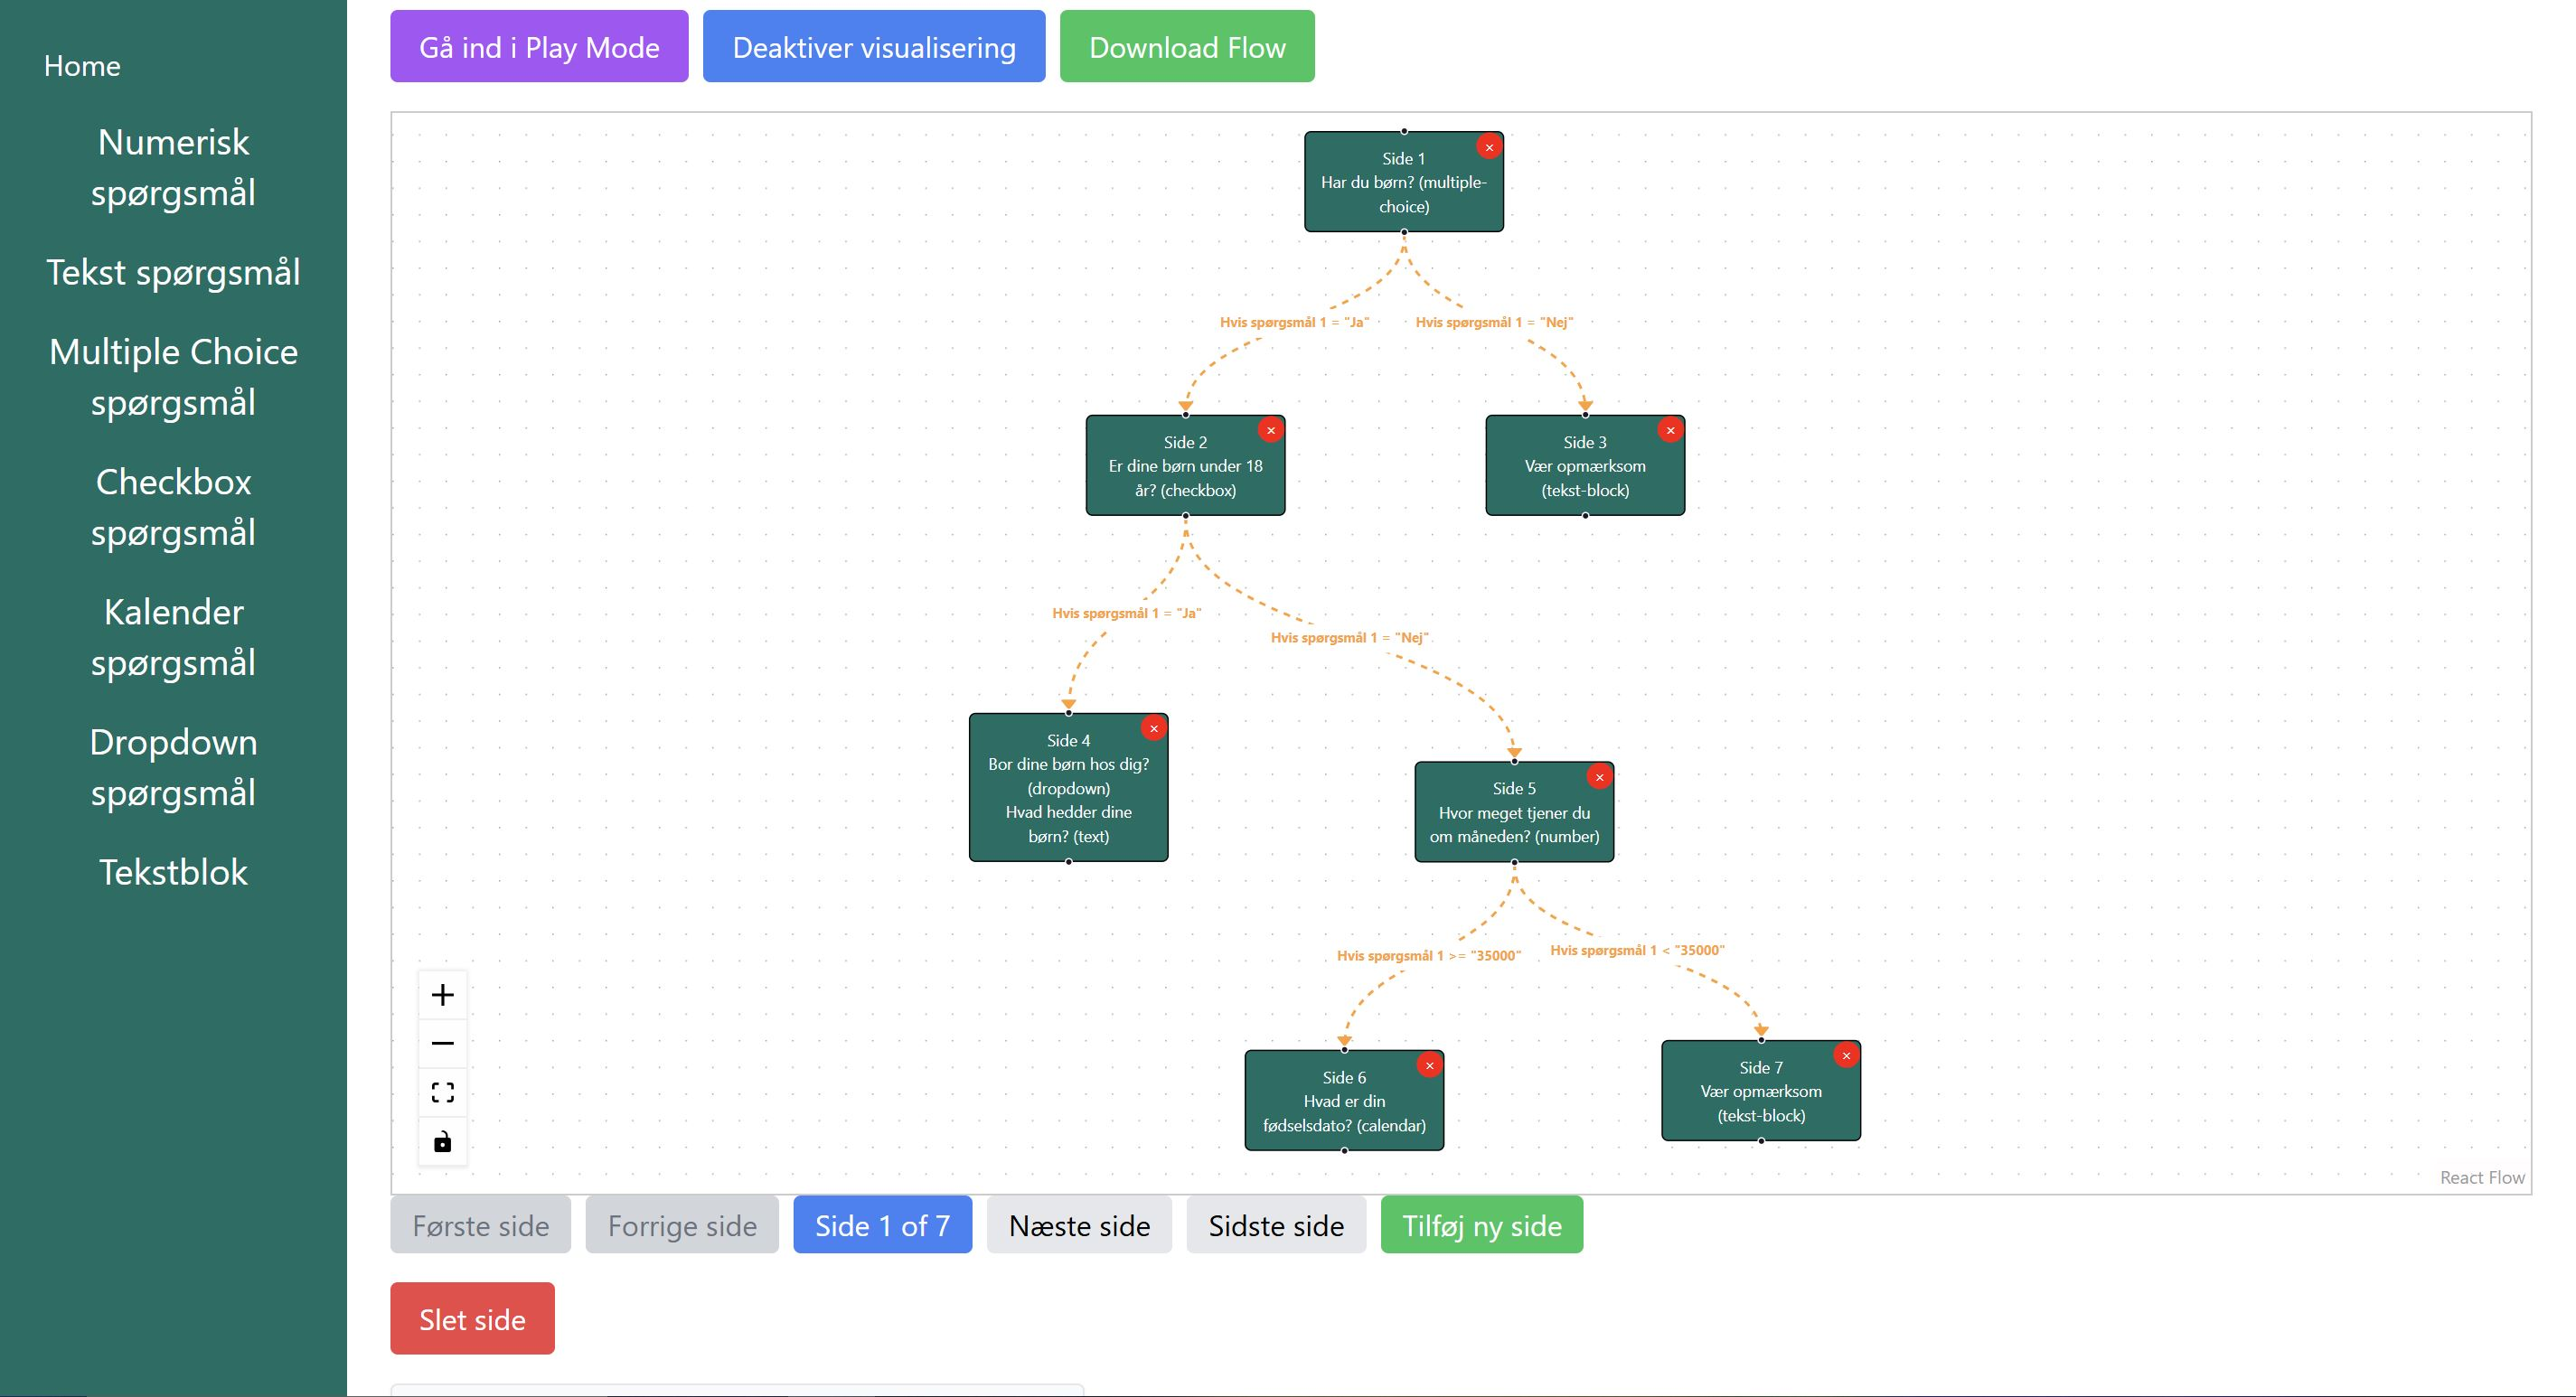 Home
Numerisk
spørgsmål
Tekst spørgsmål
Multiple Choice
spørgsmål
Checkbox
spørgsmål
Kalender
spørgsmål
Dropdown
spørgsmål
Tekstblok
Gå ind i Play Mode
Deaktiver visualisering
Download Flow
Side 1
Har du børn? (multiple-
choice)
Hvis spørgsmål 1 = "Ja"
Hvis spørgsmål 1 = "Nej"
Side 2
Er dine børn under 18
år? (checkbox)
Side 3
Vær opmærksom
(tekst-block)
Hvis spørgsmål 1 = "Ja"
Hvis spørgsmål 1 = "Nej"
Side 4
Bor dine børn hos dig?
(dropdown)
Hvad hedder dine
børn? (text)
Side 5
Hvor meget tjener du
om måneden? (number)
Hvis spørgsmål 1 >= "35000"
Hvis spørgsmål 1 < "35000"
Side 6
Hvad er din
fødselsdato? (calendar)
Side 7
Vær opmærksom
(tekst-block)
React Flow
Første side
Forrige side
Side 1 of 7
Næste side
Sidste side
Tilføj ny side
Slet side